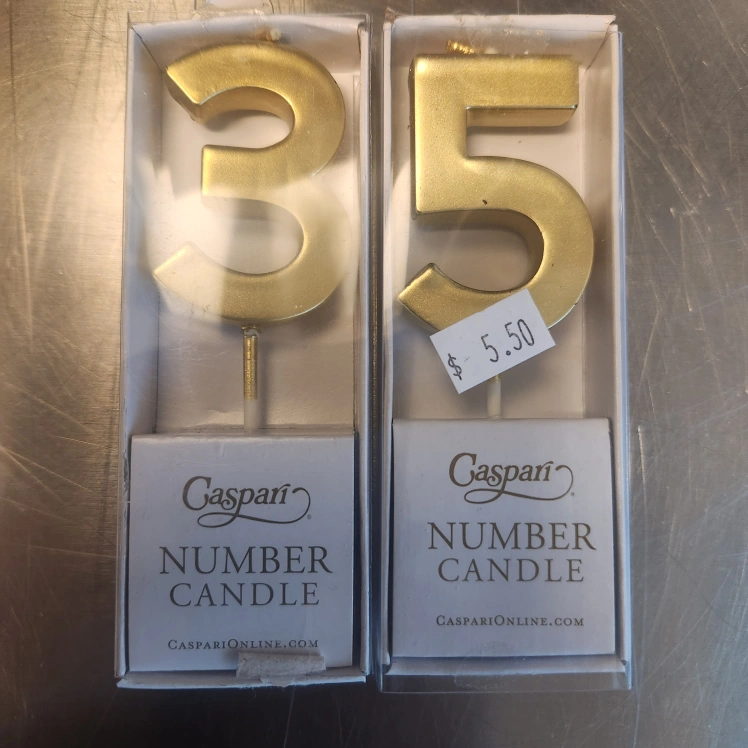 3
5
$ 5.50
Caspari
NUMBER
CANDLE
CASPARIONLINE.COM
Caspari®
NUMBER
CANDLE
CASPARIONLINE.COM